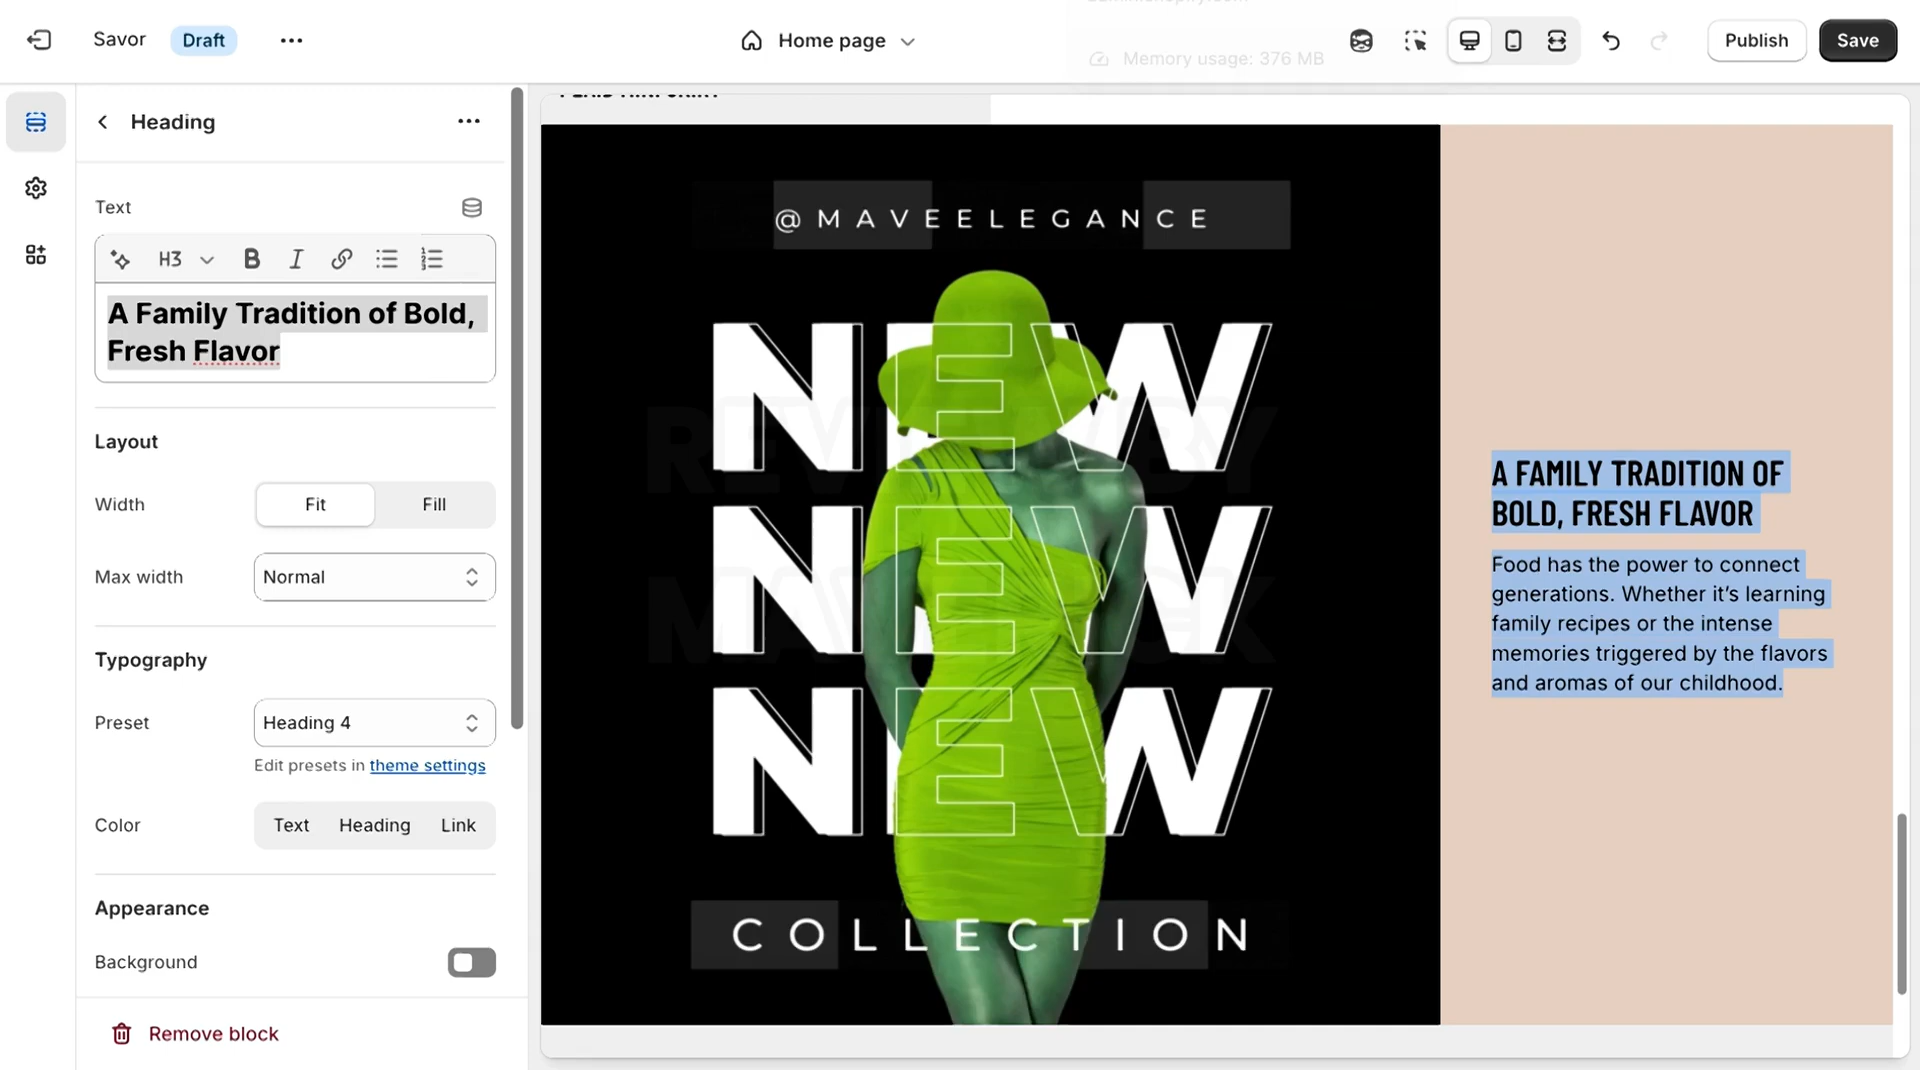 Savor
Draft
Home page
Memory usage: 376 MB
Publish
Save
Heading
Text
H3
B
I
A Family Tradition of Bold,
Fresh Flavor
Layout
Width
Fit
Fill
Max width
Normal
Typography
Preset
Heading 4
Edit presets in theme settings
Color
Text
Heading
Link
Appearance
Background
Remove block
@MAVEELEGANCE
NEW
NEW
NEW
COLLECTION
A FAMILY TRADITION OF
BOLD, FRESH FLAVOR
Food has the power to connect
generations. Whether it’s learning
family recipes or the intense
memories triggered by the flavors
and aromas of our childhood.